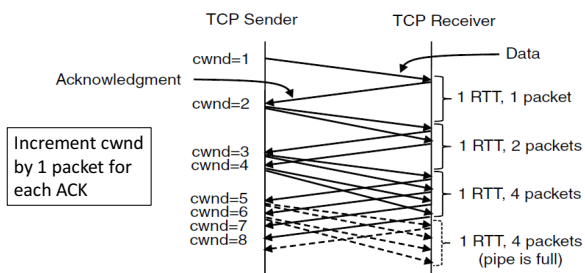 TCP Sender
TCP Receiver
cwnd=1
Data
Acknowledgment
cwnd=2
1 RTT, 1 packet
Increment cwnd
by 1 packet for
each ACK
cwnd=3
cwnd=4
1 RTT, 2 packets
cwnd=5
cwnd=6
cwnd=7
cwnd=8
1 RTT, 4 packets
1 RTT, 4 packets
(pipe is full)